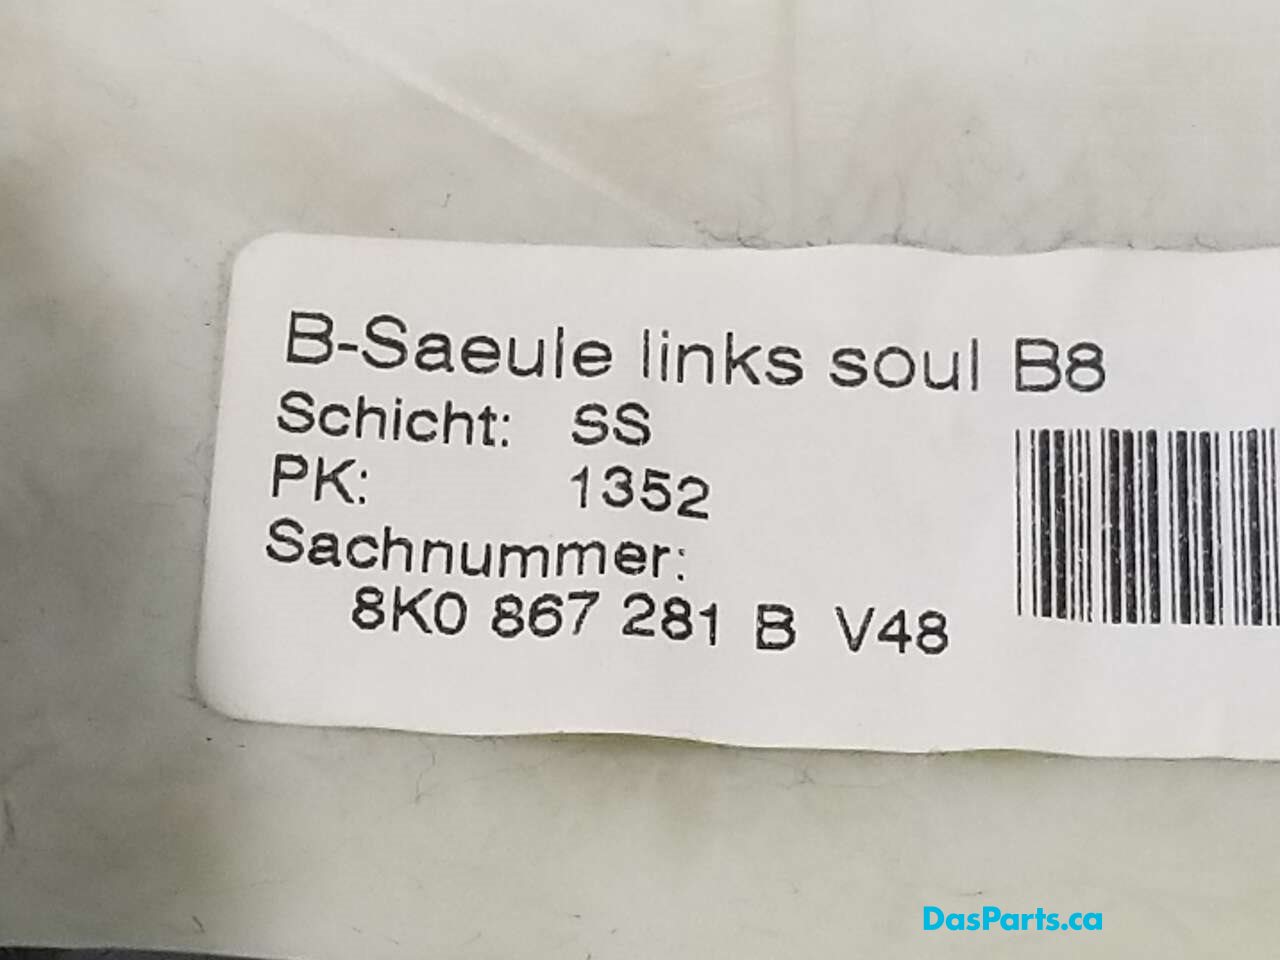 B-Saeule links soul B8
Schicht: SS
PK: 1352
Sachnummer:
8K0 867 281 B V48
DasParts.ca